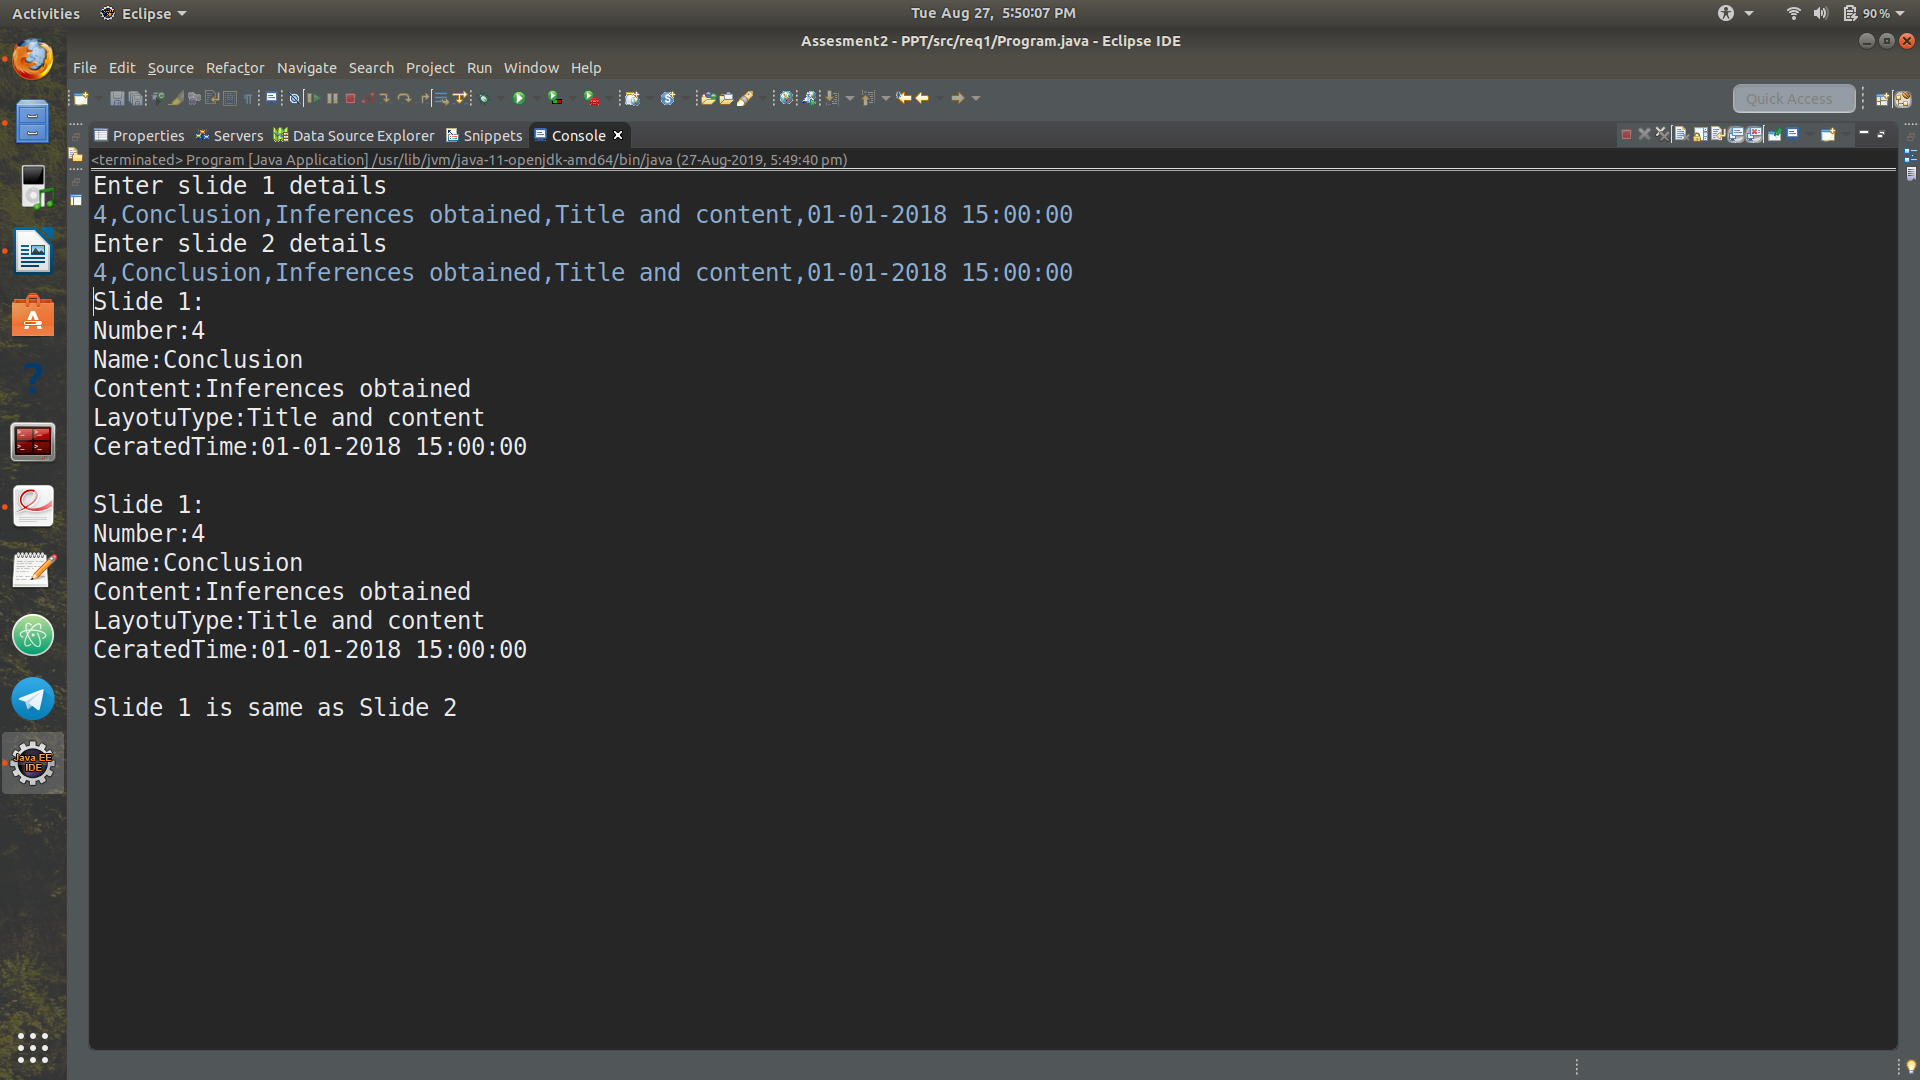 Activities Eclipse Tue Aug 27, 5:50:07 PM 90 %
Assesment2 - PPT/src/req1/Program.java - Eclipse IDE
File Edit Source Refactor Navigate Search Project Run Window Help
Quick Access
Properties Servers Data Source Explorer Snippets Console
<terminated> Program [Java Application] /usr/lib/jvm/java-11-openjdk-amd64/bin/java (27-Aug-2019, 5:49:40 pm)
Enter slide 1 details
4,Conclusion,Inferences obtained,Title and content,01-01-2018 15:00:00
Enter slide 2 details
4,Conclusion,Inferences obtained,Title and content,01-01-2018 15:00:00
Slide 1:
Number:4
Name:Conclusion
Content:Inferences obtained
LayotuType:Title and content
CeratedTime:01-01-2018 15:00:00
Slide 1:
Number:4
Name:Conclusion
Content:Inferences obtained
LayotuType:Title and content
CeratedTime:01-01-2018 15:00:00
Slide 1 is same as Slide 2
Java EE
IDE